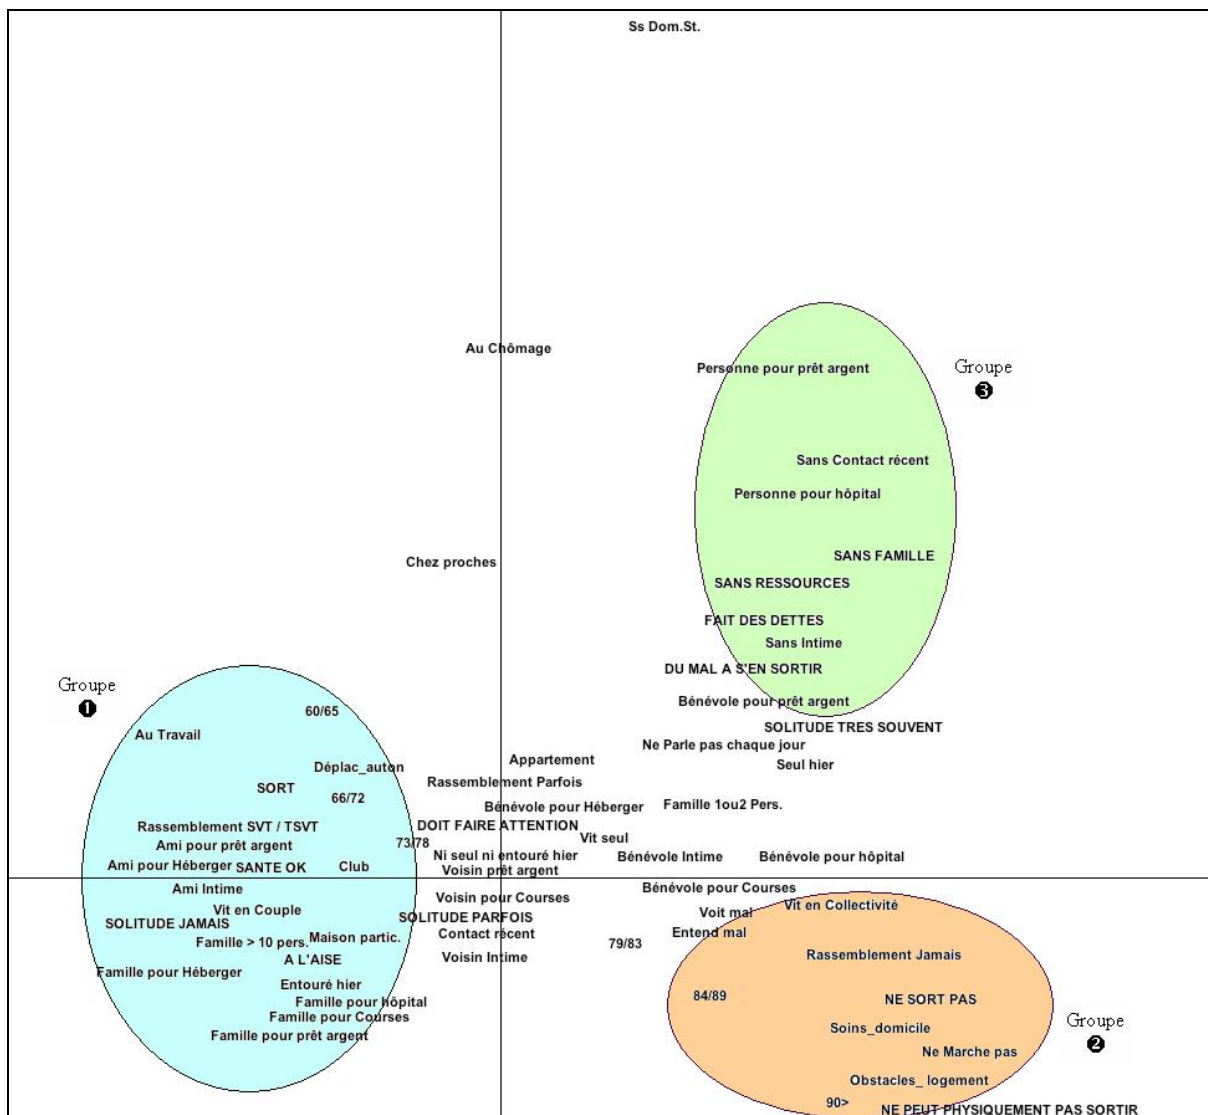 Ss Dom.St.
Au Chômage
Personne pour prêt argent
Groupe
❸
Sans Contact récent
Personne pour hôpital
Chez proches
SANS FAMILLE
SANS RESSOURCES
FAIT DES DETTES
Sans Intime
DU MAL A S'EN SORTIR
Groupe
❶
Bénévole pour prêt argent
60/65
SOLITUDE TRES SOUVENT
Au Travail
Ne Parle pas chaque jour
Appartement
Seul hier
Déplac_auton
Rassemblement Parfois
SORT
66/72
Bénévole pour Héberger
Famille 1ou2 Pers.
Rassemblement SVT / TSVT
DOIT FAIRE ATTENTION
Vit seul
Ami pour prêt argent
73/78
Ni seul ni entouré hier
Bénévole Intime
Bénévole pour hôpital
Ami pour Héberger
SANTE OK
Club
Voisin prêt argent
Ami Intime
Bénévole pour Courses
Voisin pour Courses
Vit en Collectivité
Vit en Couple
Voit mal
SOLITUDE JAMAIS
SOLITUDE PARFOIS
Famille > 10 pers.
Maison partic.
Contact récent
Entend mal
79/83
A L'AISE
Voisin Intime
Rassemblement Jamais
Famille pour Héberger
Entouré hier
84/89
NE SORT PAS
Famille pour hôpital
Famille pour Courses
Soins_domicile
Groupe
❷
Famille pour prêt argent
Ne Marche pas
Obstacles_ logement
90>
NE PEUT PHYSIQUEMENT PAS SORTIR